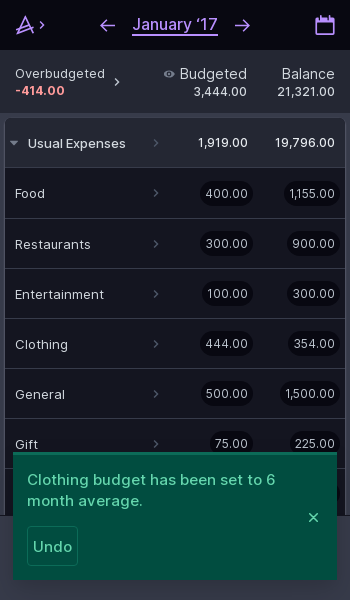 January ‘17
Overbudgeted
-414.00
Budgeted
3,444.00
Balance
21,321.00
Usual Expenses 1,919.00 19,796.00
Food 400.00 1,155.00
Restaurants 300.00 900.00
Entertainment 100.00 300.00
Clothing 444.00 354.00
General 500.00 1,500.00
Gift 75.00 225.00
Clothing budget has been set to 6
month average.
Undo